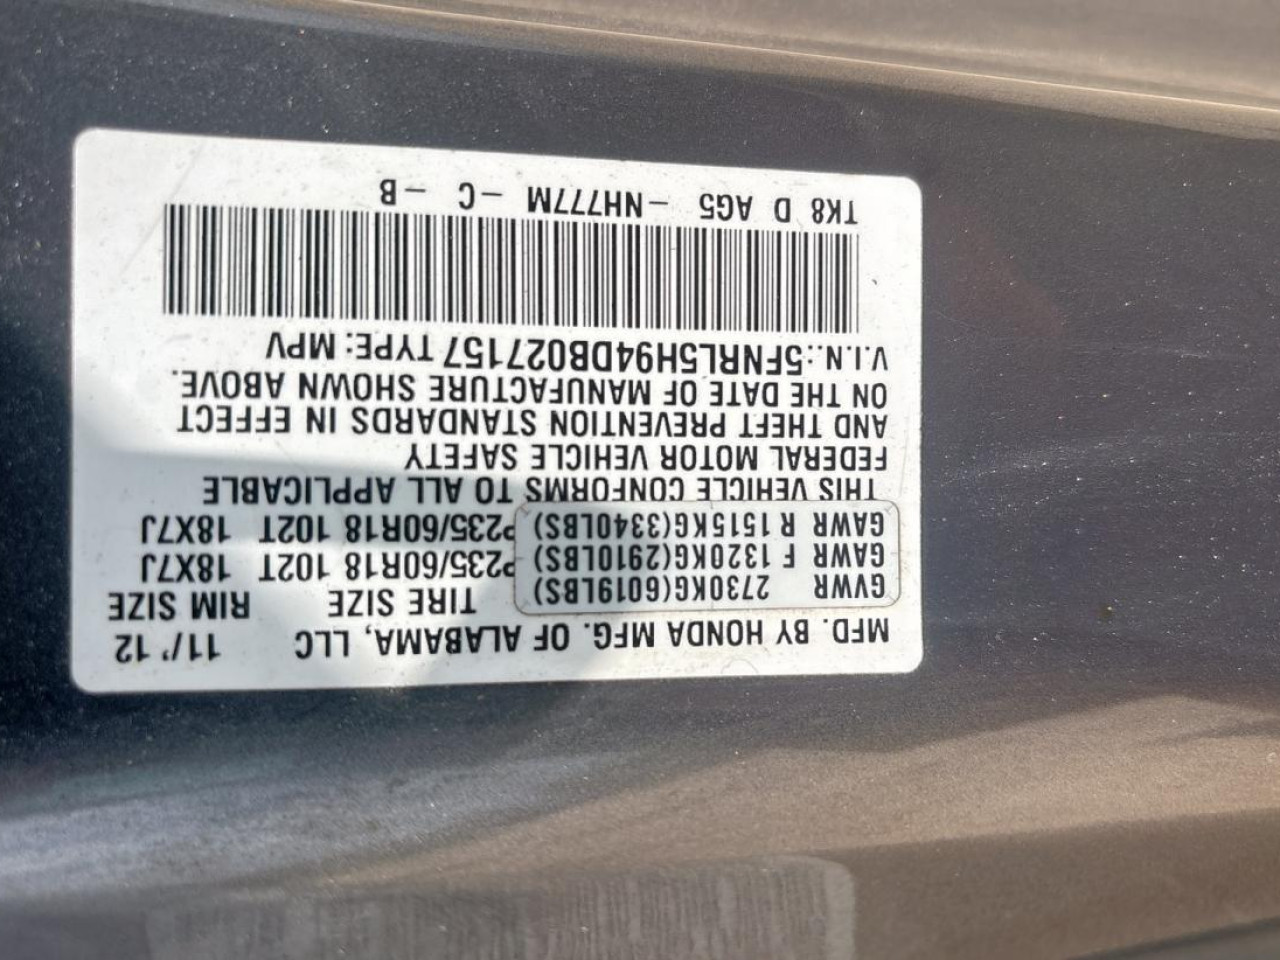 MFD. BY HONDA MFG. OF ALABAMA, LLC 11/'12
GVWR 2730KG(6019LBS) TIRE SIZE RIM SIZE
GAWR F 1320KG(2910LBS) P235/60R18 102T 18X7J
GAWR R 1515KG(3340LBS) P235/60R18 102T 18X7J
THIS VEHICLE CONFORMS TO ALL APPLICABLE
FEDERAL MOTOR VEHICLE SAFETY
AND THEFT PREVENTION STANDARDS IN EFFECT
ON THE DATE OF MANUFACTURE SHOWN ABOVE.
V.I.N.:5FNRL5H94DB027157 TYPE:MPV
TK8 D AG5 -NH777M -C -B